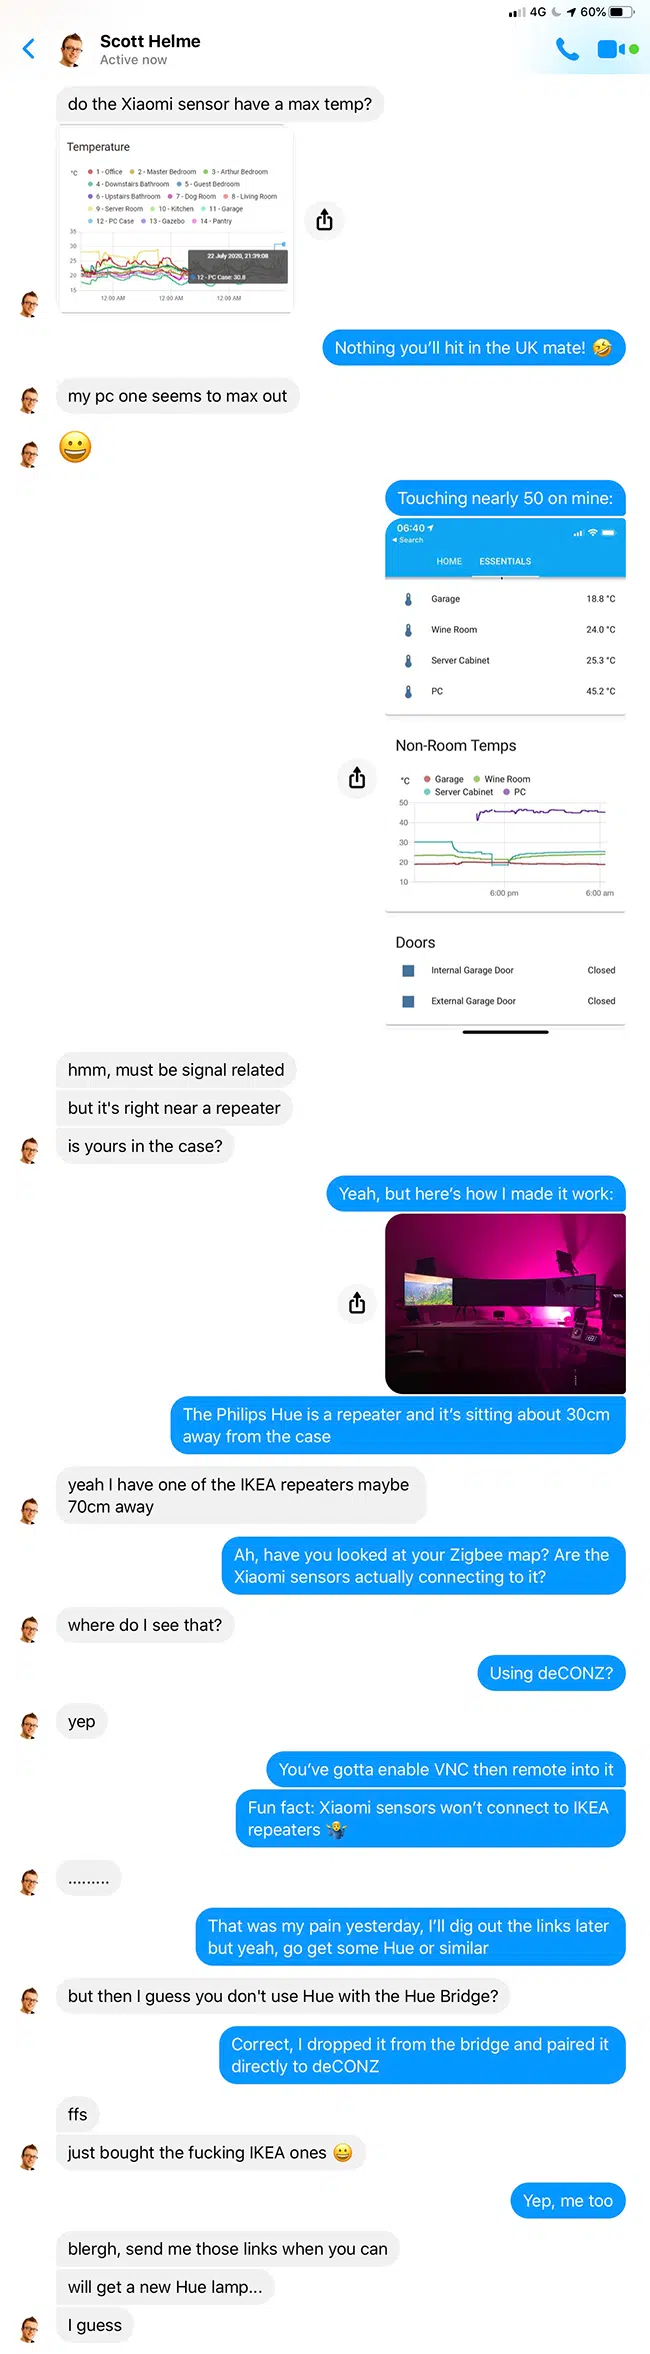 4G 60%
Scott Helme
Active now
do the Xiaomi sensor have a max temp?
Temperature
°C
1 - Office 2 - Master Bedroom 3 - Arthur Bedroom
4 - Downstairs Bathroom 5 - Guest Bedroom
6 - Upstairs Bathroom 7 - Dog Room 8 - Living Room
9 - Server Room 10 - Kitchen 11 - Garage
12 - PC Case 13 - Gazebo 14 - Pantry
35
30
25
20
15
22 July 2020, 21:39:08
12 - PC Case: 30.8
12:00 AM 12:00 AM 12:00 AM
Nothing you’ll hit in the UK mate! 🤣
my pc one seems to max out
😀
Touching nearly 50 on mine:
06:40
◂ Search
HOME ESSENTIALS
Garage 18.8 °C
Wine Room 24.0 °C
Server Cabinet 25.3 °C
PC 45.2 °C
Non-Room Temps
°C
Garage Wine Room
Server Cabinet PC
50
40
30
20
10
6:00 pm 6:00 am
Doors
Internal Garage Door Closed
External Garage Door Closed
hmm, must be signal related
but it's right near a repeater
is yours in the case?
Yeah, but here’s how I made it work:
The Philips Hue is a repeater and it’s sitting about 30cm
away from the case
yeah I have one of the IKEA repeaters maybe
70cm away
Ah, have you looked at your Zigbee map? Are the
Xiaomi sensors actually connecting to it?
where do I see that?
Using deCONZ?
yep
You’ve gotta enable VNC then remote into it
Fun fact: Xiaomi sensors won’t connect to IKEA
repeaters 🤷‍♂️
.........
That was my pain yesterday, I’ll dig out the links later
but yeah, go get some Hue or similar
but then I guess you don't use Hue with the Hue Bridge?
Correct, I dropped it from the bridge and paired it
directly to deCONZ
ffs
just bought the fucking IKEA ones 😀
Yep, me too
blergh, send me those links when you can
will get a new Hue lamp...
I guess